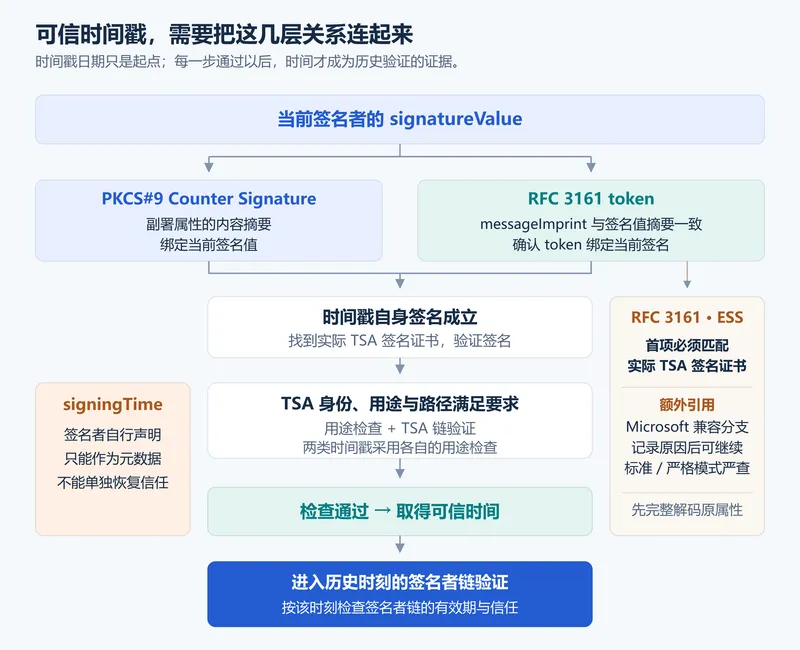 可信时间戳，需要把这几层关系连起来
时间戳日期只是起点；每一步通过以后，时间才成为历史验证的证据。
当前签名者的 signatureValue
PKCS#9 Counter Signature
副署属性的内容摘要
绑定当前签名值
RFC 3161 token
messageImprint 与签名值摘要一致
确认 token 绑定当前签名
时间戳自身签名成立
找到实际 TSA 签名证书，验证签名
RFC 3161 • ESS
首项必须匹配
实际 TSA 签名证书
额外引用
Microsoft 兼容分支
记录原因后可继续
标准 / 严格模式严查
先完整解码原属性
signingTime
签名者自行声明
只能作为元数据
不能单独恢复信任
TSA 身份、用途与路径满足要求
用途检查 + TSA 链验证
两类时间戳采用各自的用途检查
检查通过 → 取得可信时间
进入历史时刻的签名者链验证
按该时刻检查签名者链的有效期与信任